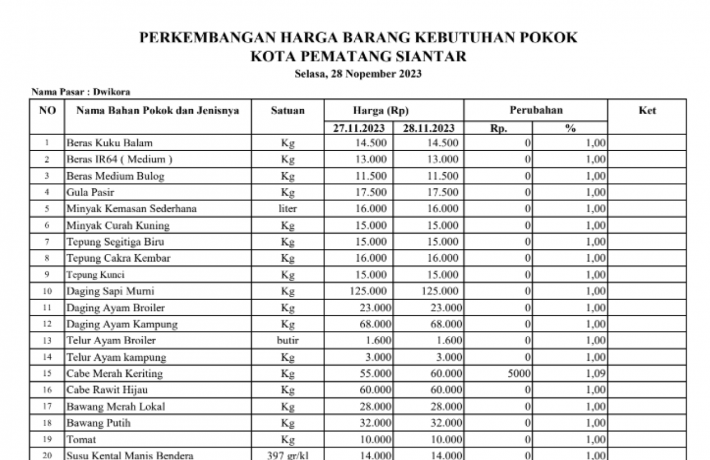 PERKEMBANGAN HARGA BARANG KEBUTUHAN POKOK
KOTA PEMATANG SIANTAR
Selasa, 28 Nopember 2023
Nama Pasar : Dwikora
NO Nama Bahan Pokok dan Jenisnya Satuan Harga (Rp) Perubahan Ket
27.11.2023 28.11.2023 Rp. %
1 Beras Kuku Balam Kg 14.500 14.500 0 1,00
2 Beras IR64 ( Medium ) Kg 13.000 13.000 0 1,00
3 Beras Medium Bulog Kg 11.500 11.500 0 1,00
4 Gula Pasir Kg 17.500 17.500 0 1,00
5 Minyak Kemasan Sederhana liter 16.000 16.000 0 1,00
6 Minyak Curah Kuning Kg 15.000 15.000 0 1,00
7 Tepung Segitiga Biru Kg 15.000 15.000 0 1,00
8 Tepung Cakra Kembar Kg 16.000 16.000 0 1,00
9 Tepung Kunci Kg 15.000 15.000 0 1,00
10 Daging Sapi Murni Kg 125.000 125.000 0 1,00
11 Daging Ayam Broiler Kg 23.000 23.000 0 1,00
12 Daging Ayam Kampung Kg 68.000 68.000 0 1,00
13 Telur Ayam Broiler butir 1.600 1.600 0 1,00
14 Telur Ayam kampung Kg 3.000 3.000 0 1,00
15 Cabe Merah Keriting Kg 55.000 60.000 5000 1,09
16 Cabe Rawit Hijau Kg 60.000 60.000 0 1,00
17 Bawang Merah Lokal Kg 28.000 28.000 0 1,00
18 Bawang Putih Kg 32.000 32.000 0 1,00
19 Tomat Kg 10.000 10.000 0 1,00
20 Susu Kental Manis Bendera 397 gr/kl 14.000 14.000 0 1,00